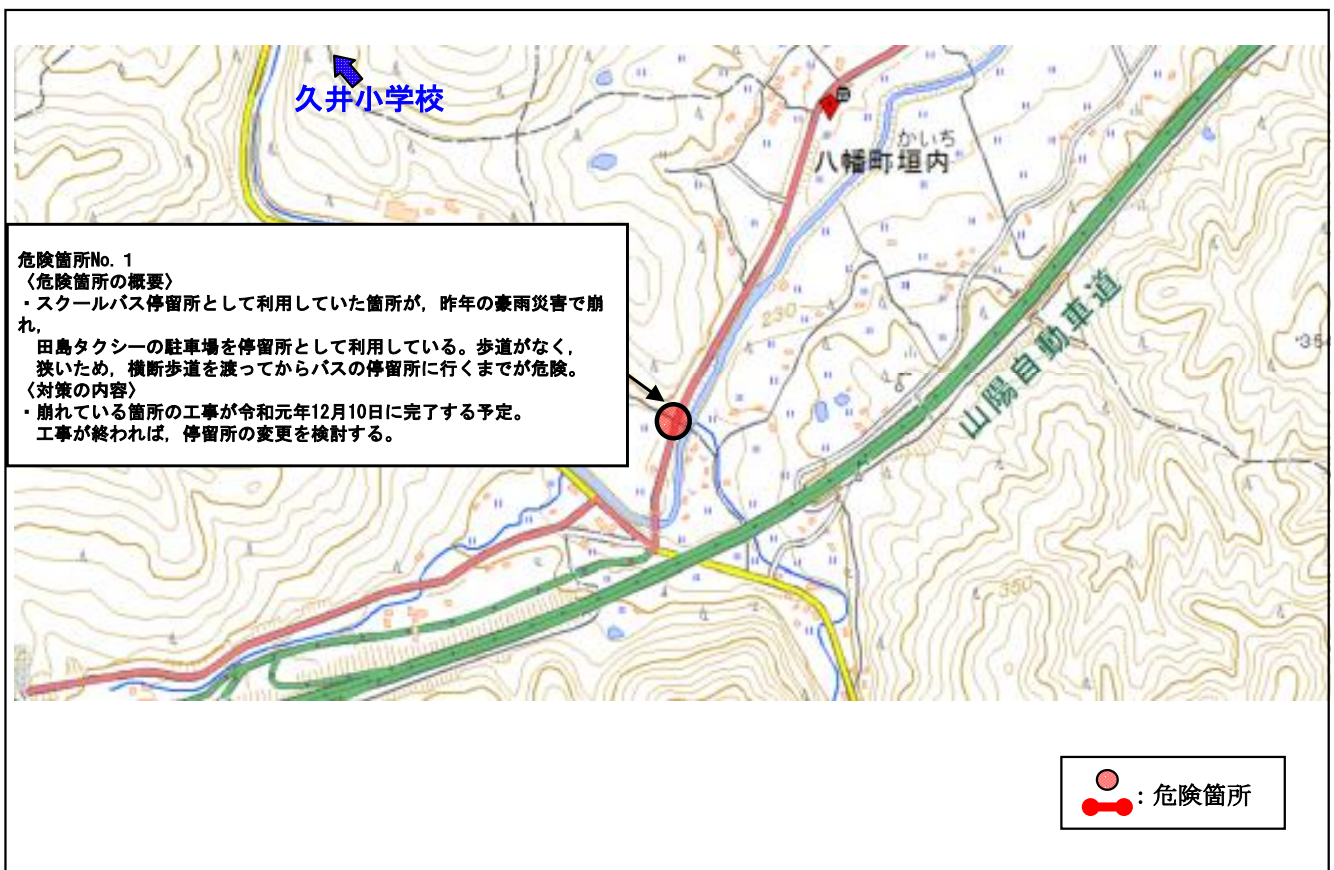 久井小学校
かいち
八幡町垣内
危険箇所No. 1
〈危険箇所の概要〉
・スクールバス停留所として利用していた箇所が，昨年の豪雨災害で崩
れ，
田島タクシーの駐車場を停留所として利用している。歩道がなく，
狭いため，横断歩道を渡ってからバスの停留所に行くまでが危険。
〈対策の内容〉
・崩れている箇所の工事が令和元年12月10日に完了する予定。
工事が終われば，停留所の変更を検討する。
230
山陽自動車道
350
：危険箇所